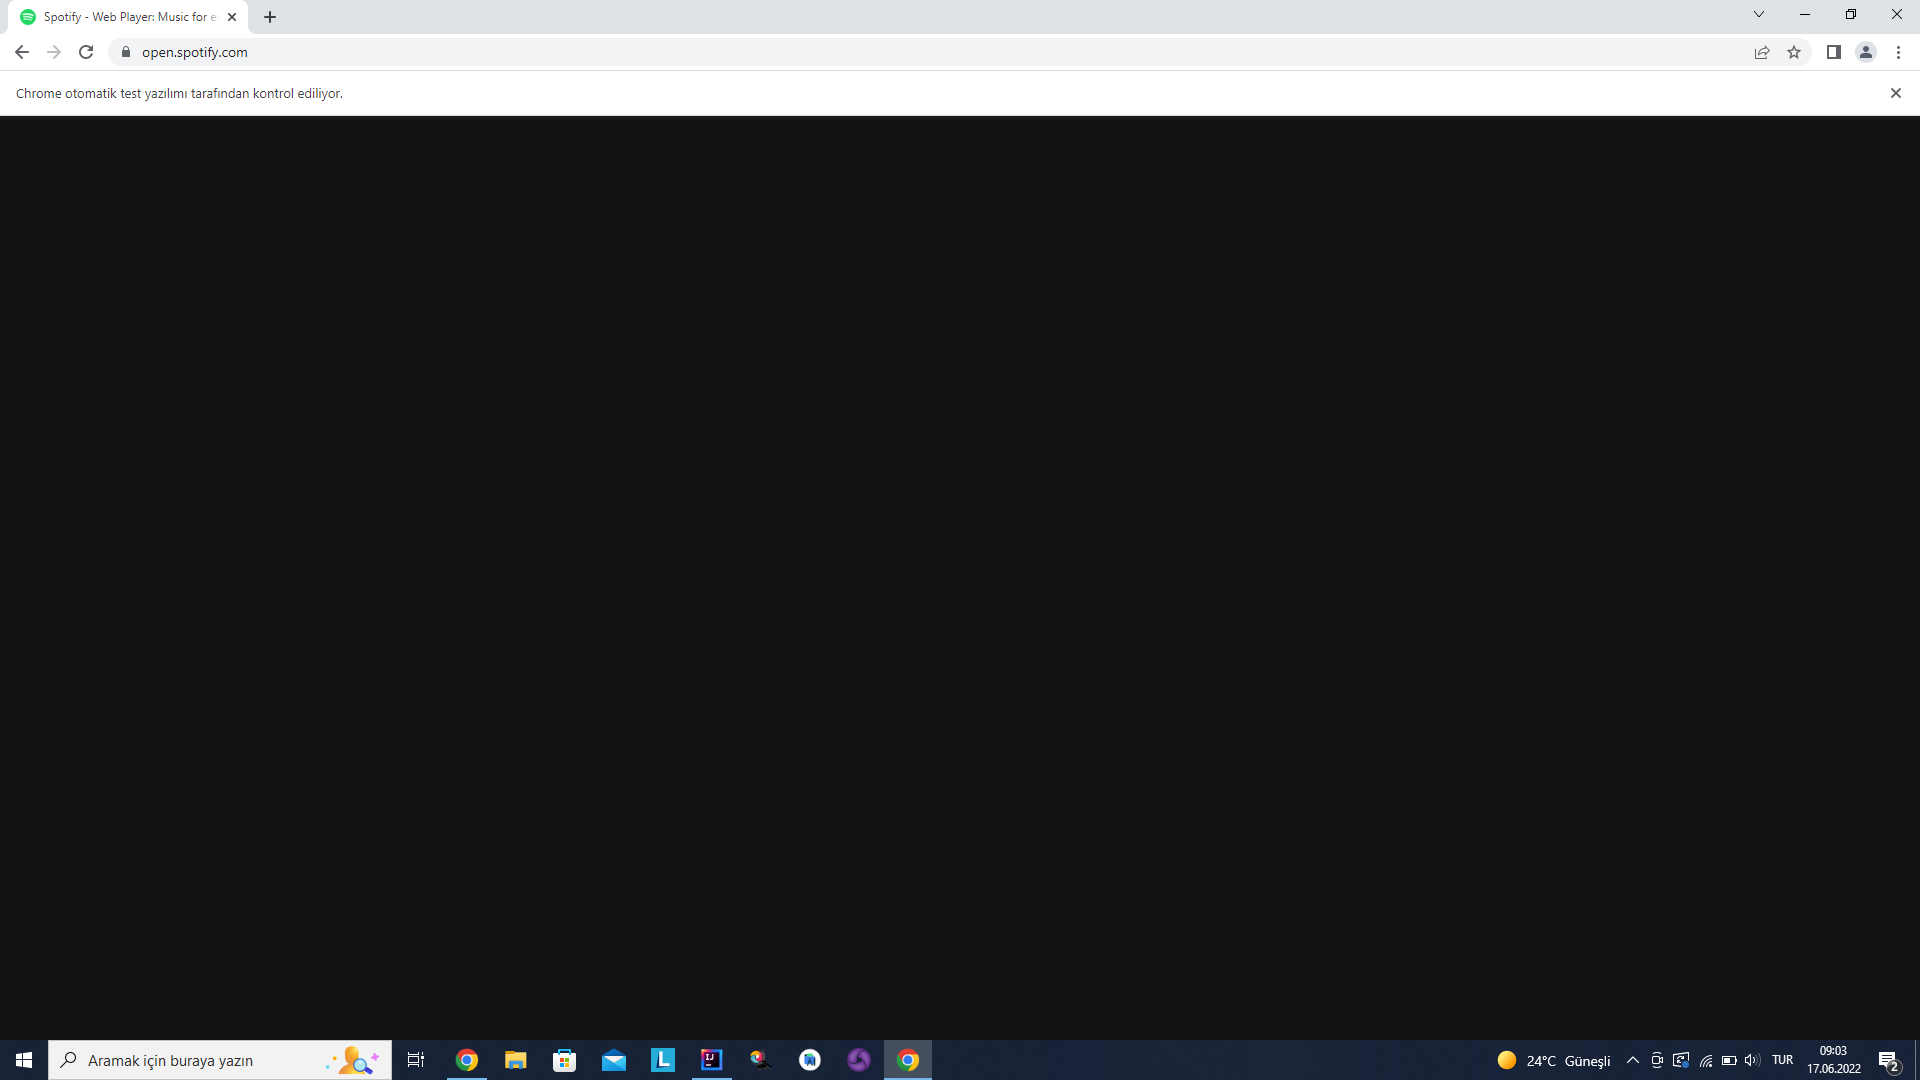 Spotify - Web Player: Music for e
open.spotify.com
Chrome otomatik test yazılımı tarafından kontrol ediliyor.
Aramak için buraya yazın
L
IJ
24°C Güneşli
TUR
09:03
17.06.2022
2